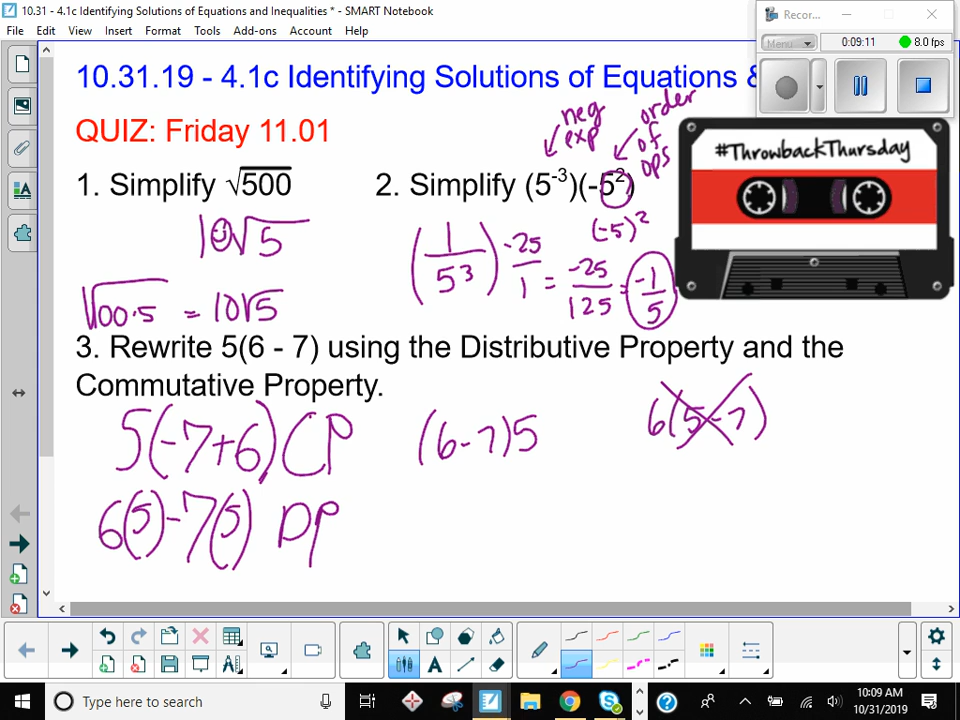 10.31 - 4.1c Identifying Solutions of Equations and Inequalities * - SMART Notebook
File Edit View Insert Format Tools Add-ons Account Help
Recor...
Menu
0:09:11
8.0 fps
10.31.19 - 4.1c Identifying Solutions of Equations &
QUIZ: Friday 11.01
neg exp
order of ops
#ThrowbackThursday
1. Simplify √500
2. Simplify (5^-3)(-5^2)
10√5
(-5)^2
(1/5^3) -25/1 = -25/125 = -1/5
√100·5 = 10√5
3. Rewrite 5(6 - 7) using the Distributive Property and the
Commutative Property.
5(-7+6) CP
(6-7)5
6(5-7)
6(5)-7(5) DP
Type here to search
10:09 AM
10/31/2019